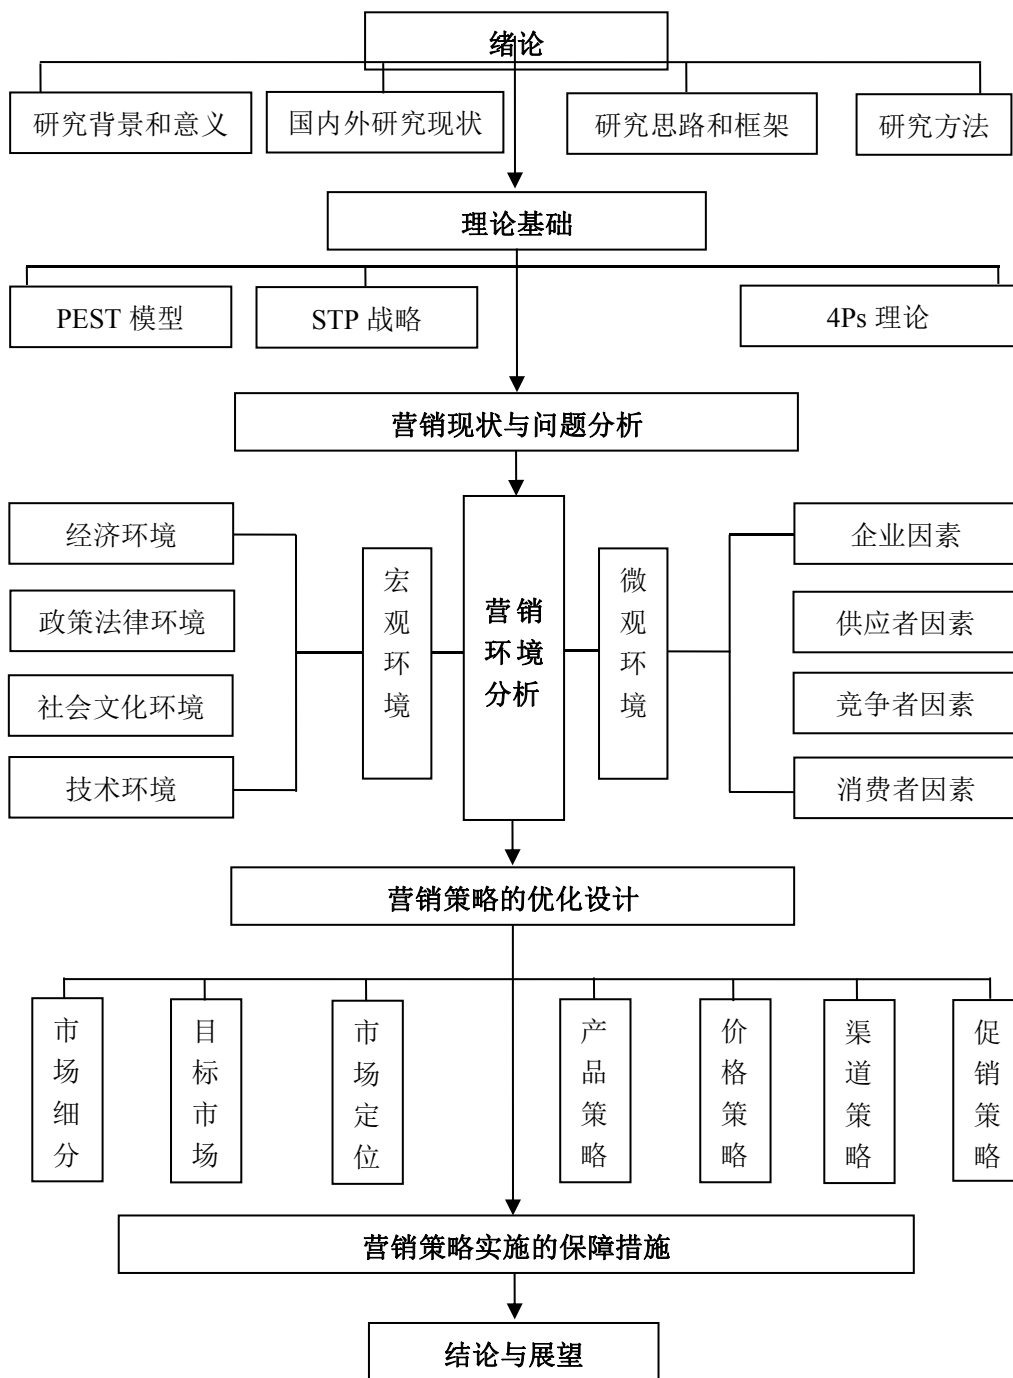 绪论
研究背景和意义
国内外研究现状
研究思路和框架
研究方法
理论基础
PEST 模型
STP 战略
4Ps 理论
营销现状与问题分析
经济环境
政策法律环境
社会文化环境
技术环境
宏观环境
营销
环境
分析
微观环境
企业因素
供应者因素
竞争者因素
消费者因素
营销策略的优化设计
市场细分
目标市场
市场定位
产品策略
价格策略
渠道策略
促销策略
营销策略实施的保障措施
结论与展望